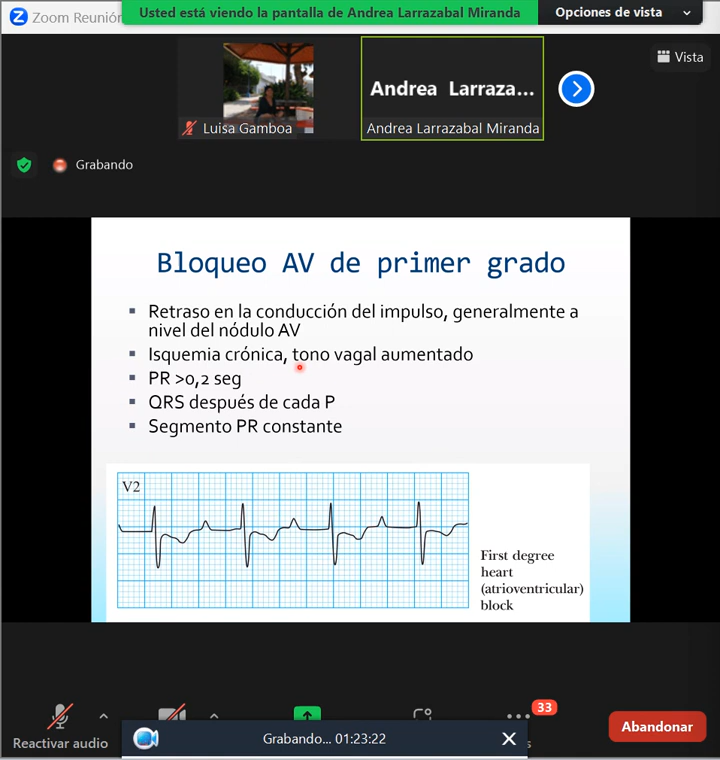 Zoom Reunión
Usted está viendo la pantalla de Andrea Larrazabal Miranda
Opciones de vista
Andrea Larraza...
Vista
Luisa Gamboa
Andrea Larrazabal Miranda
Grabando
Bloqueo AV de primer grado
Retraso en la conducción del impulso, generalmente a
nivel del nódulo AV
Isquemia crónica, tono vagal aumentado
PR >0,2 seg
QRS después de cada P
Segmento PR constante
V2
First degree
heart
(atrioventricular)
block
33
Abandonar
Reactivar audio
Grabando... 01:23:22